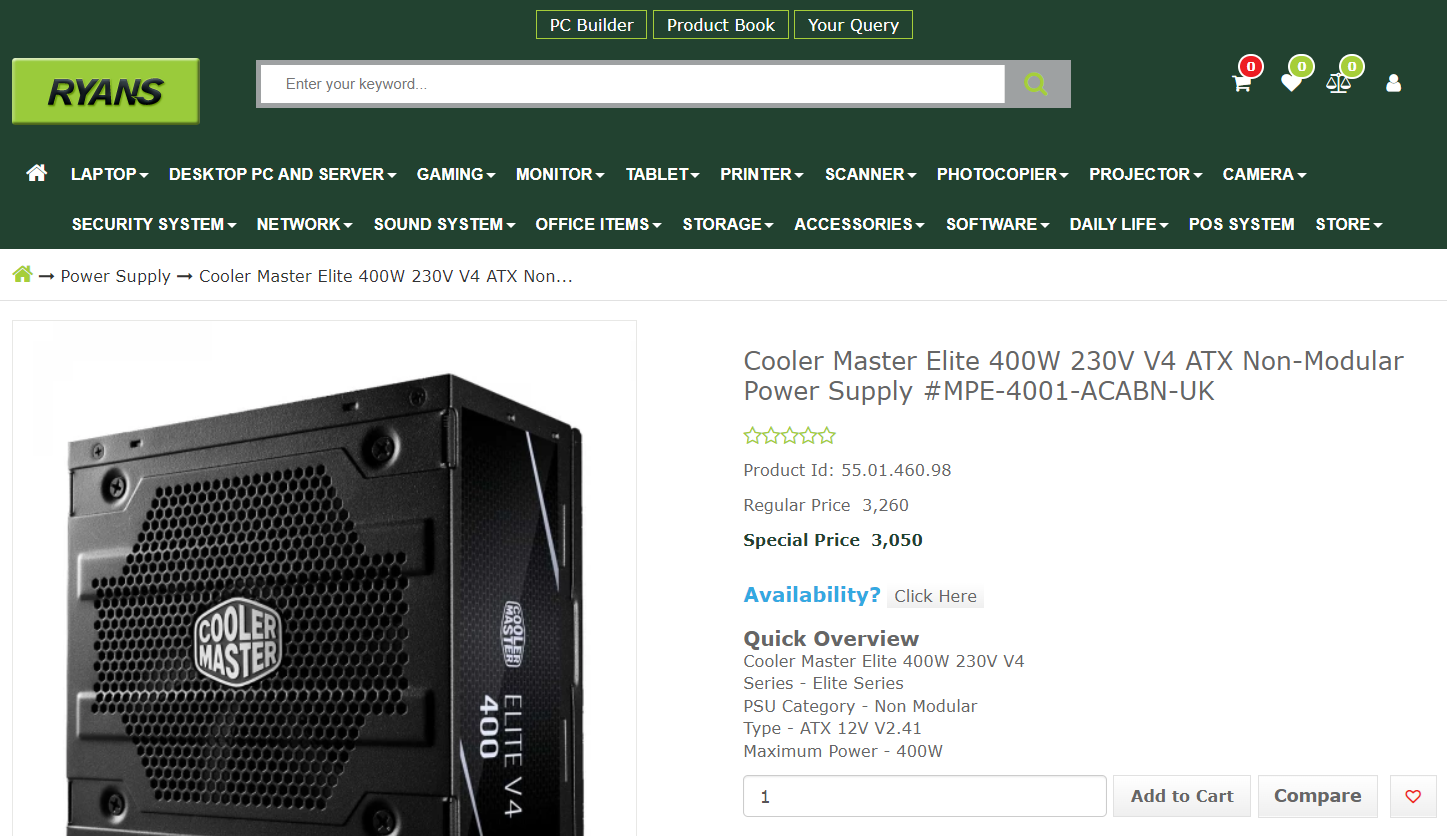 PC Builder Product Book Your Query
RYANS
Enter your keyword...
0 0 0
LAPTOP DESKTOP PC AND SERVER GAMING MONITOR TABLET PRINTER SCANNER PHOTOCOPIER PROJECTOR CAMERA
SECURITY SYSTEM NETWORK SOUND SYSTEM OFFICE ITEMS STORAGE ACCESSORIES SOFTWARE DAILY LIFE POS SYSTEM STORE
Power Supply Cooler Master Elite 400W 230V V4 ATX Non...
COOLER
MASTER
COOLER
MASTER
ELITE V4
400
Cooler Master Elite 400W 230V V4 ATX Non-Modular
Power Supply #MPE-4001-ACABN-UK
Product Id: 55.01.460.98
Regular Price 3,260
Special Price 3,050
Availability? Click Here
Quick Overview
Cooler Master Elite 400W 230V V4
Series - Elite Series
PSU Category - Non Modular
Type - ATX 12V V2.41
Maximum Power - 400W
1 Add to Cart Compare